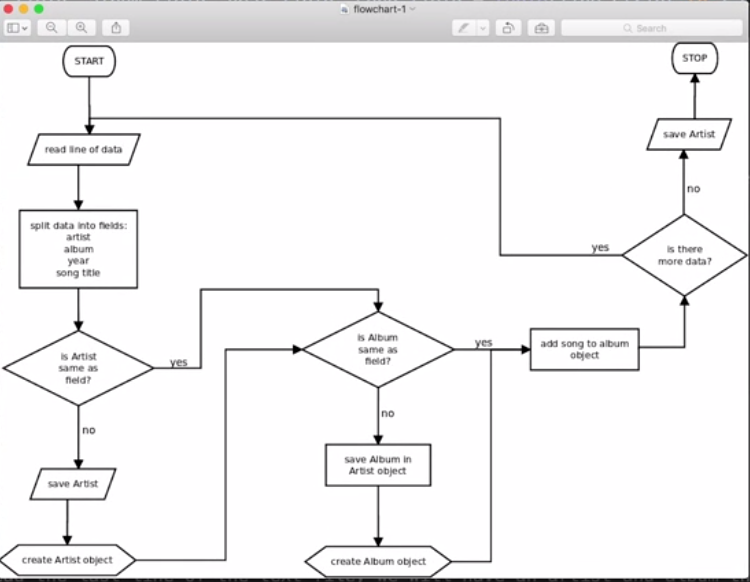 flowchart-1
Search
START
read line of data
split data into fields:
artist
album
year
song title
is Artist
same as
field?
yes
no
save Artist
create Artist object
is Album
same as
field?
yes
no
save Album in
Artist object
create Album object
add song to album
object
is there
more data?
yes
no
save Artist
STOP